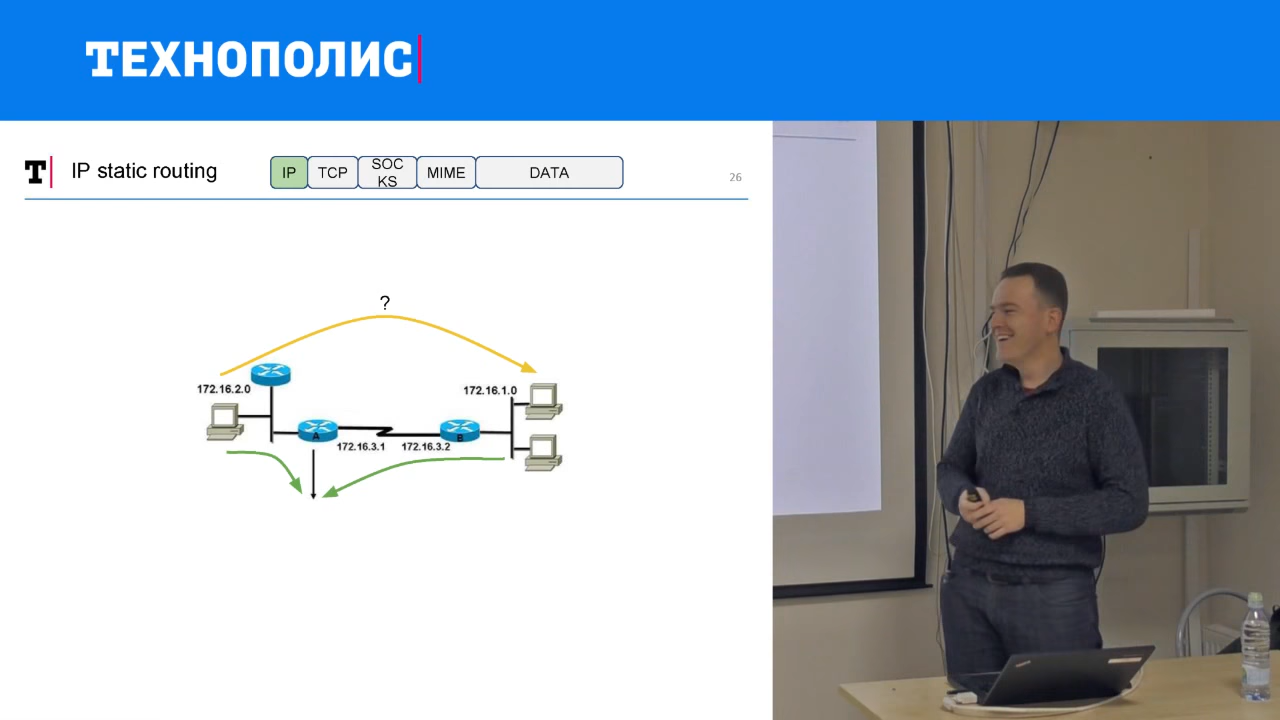 ТЕХНОПОЛИС
T
IP static routing
IP
TCP
SOC
KS
MIME
DATA
26
?
172.16.2.0
172.16.1.0
A
B
172.16.3.1
172.16.3.2